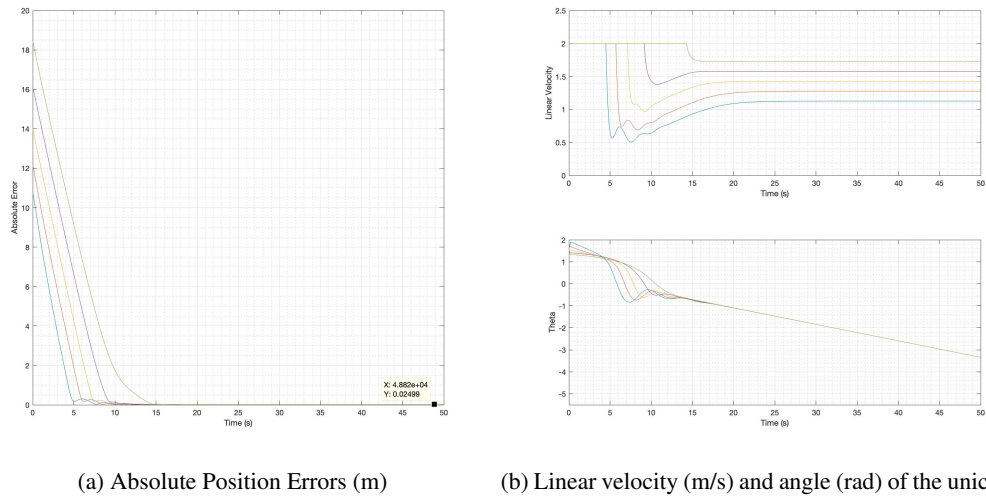 20
18
16
14
12
10
8
6
4
2
0
Absolute Error
X: 4.882e+04
Y: 0.02499
0 5 10 15 20 25 30 35 40 45 50
Time (s)
2.5
2
1.5
1
0.5
0
Linear Velocity
0 5 10 15 20 25 30 35 40 45 50
Time (s)
2
1
0
-1
-2
-3
-4
-5
Theta
0 5 10 15 20 25 30 35 40 45 50
Time (s)
(a) Absolute Position Errors (m)
(b) Linear velocity (m/s) and angle (rad) of the unic